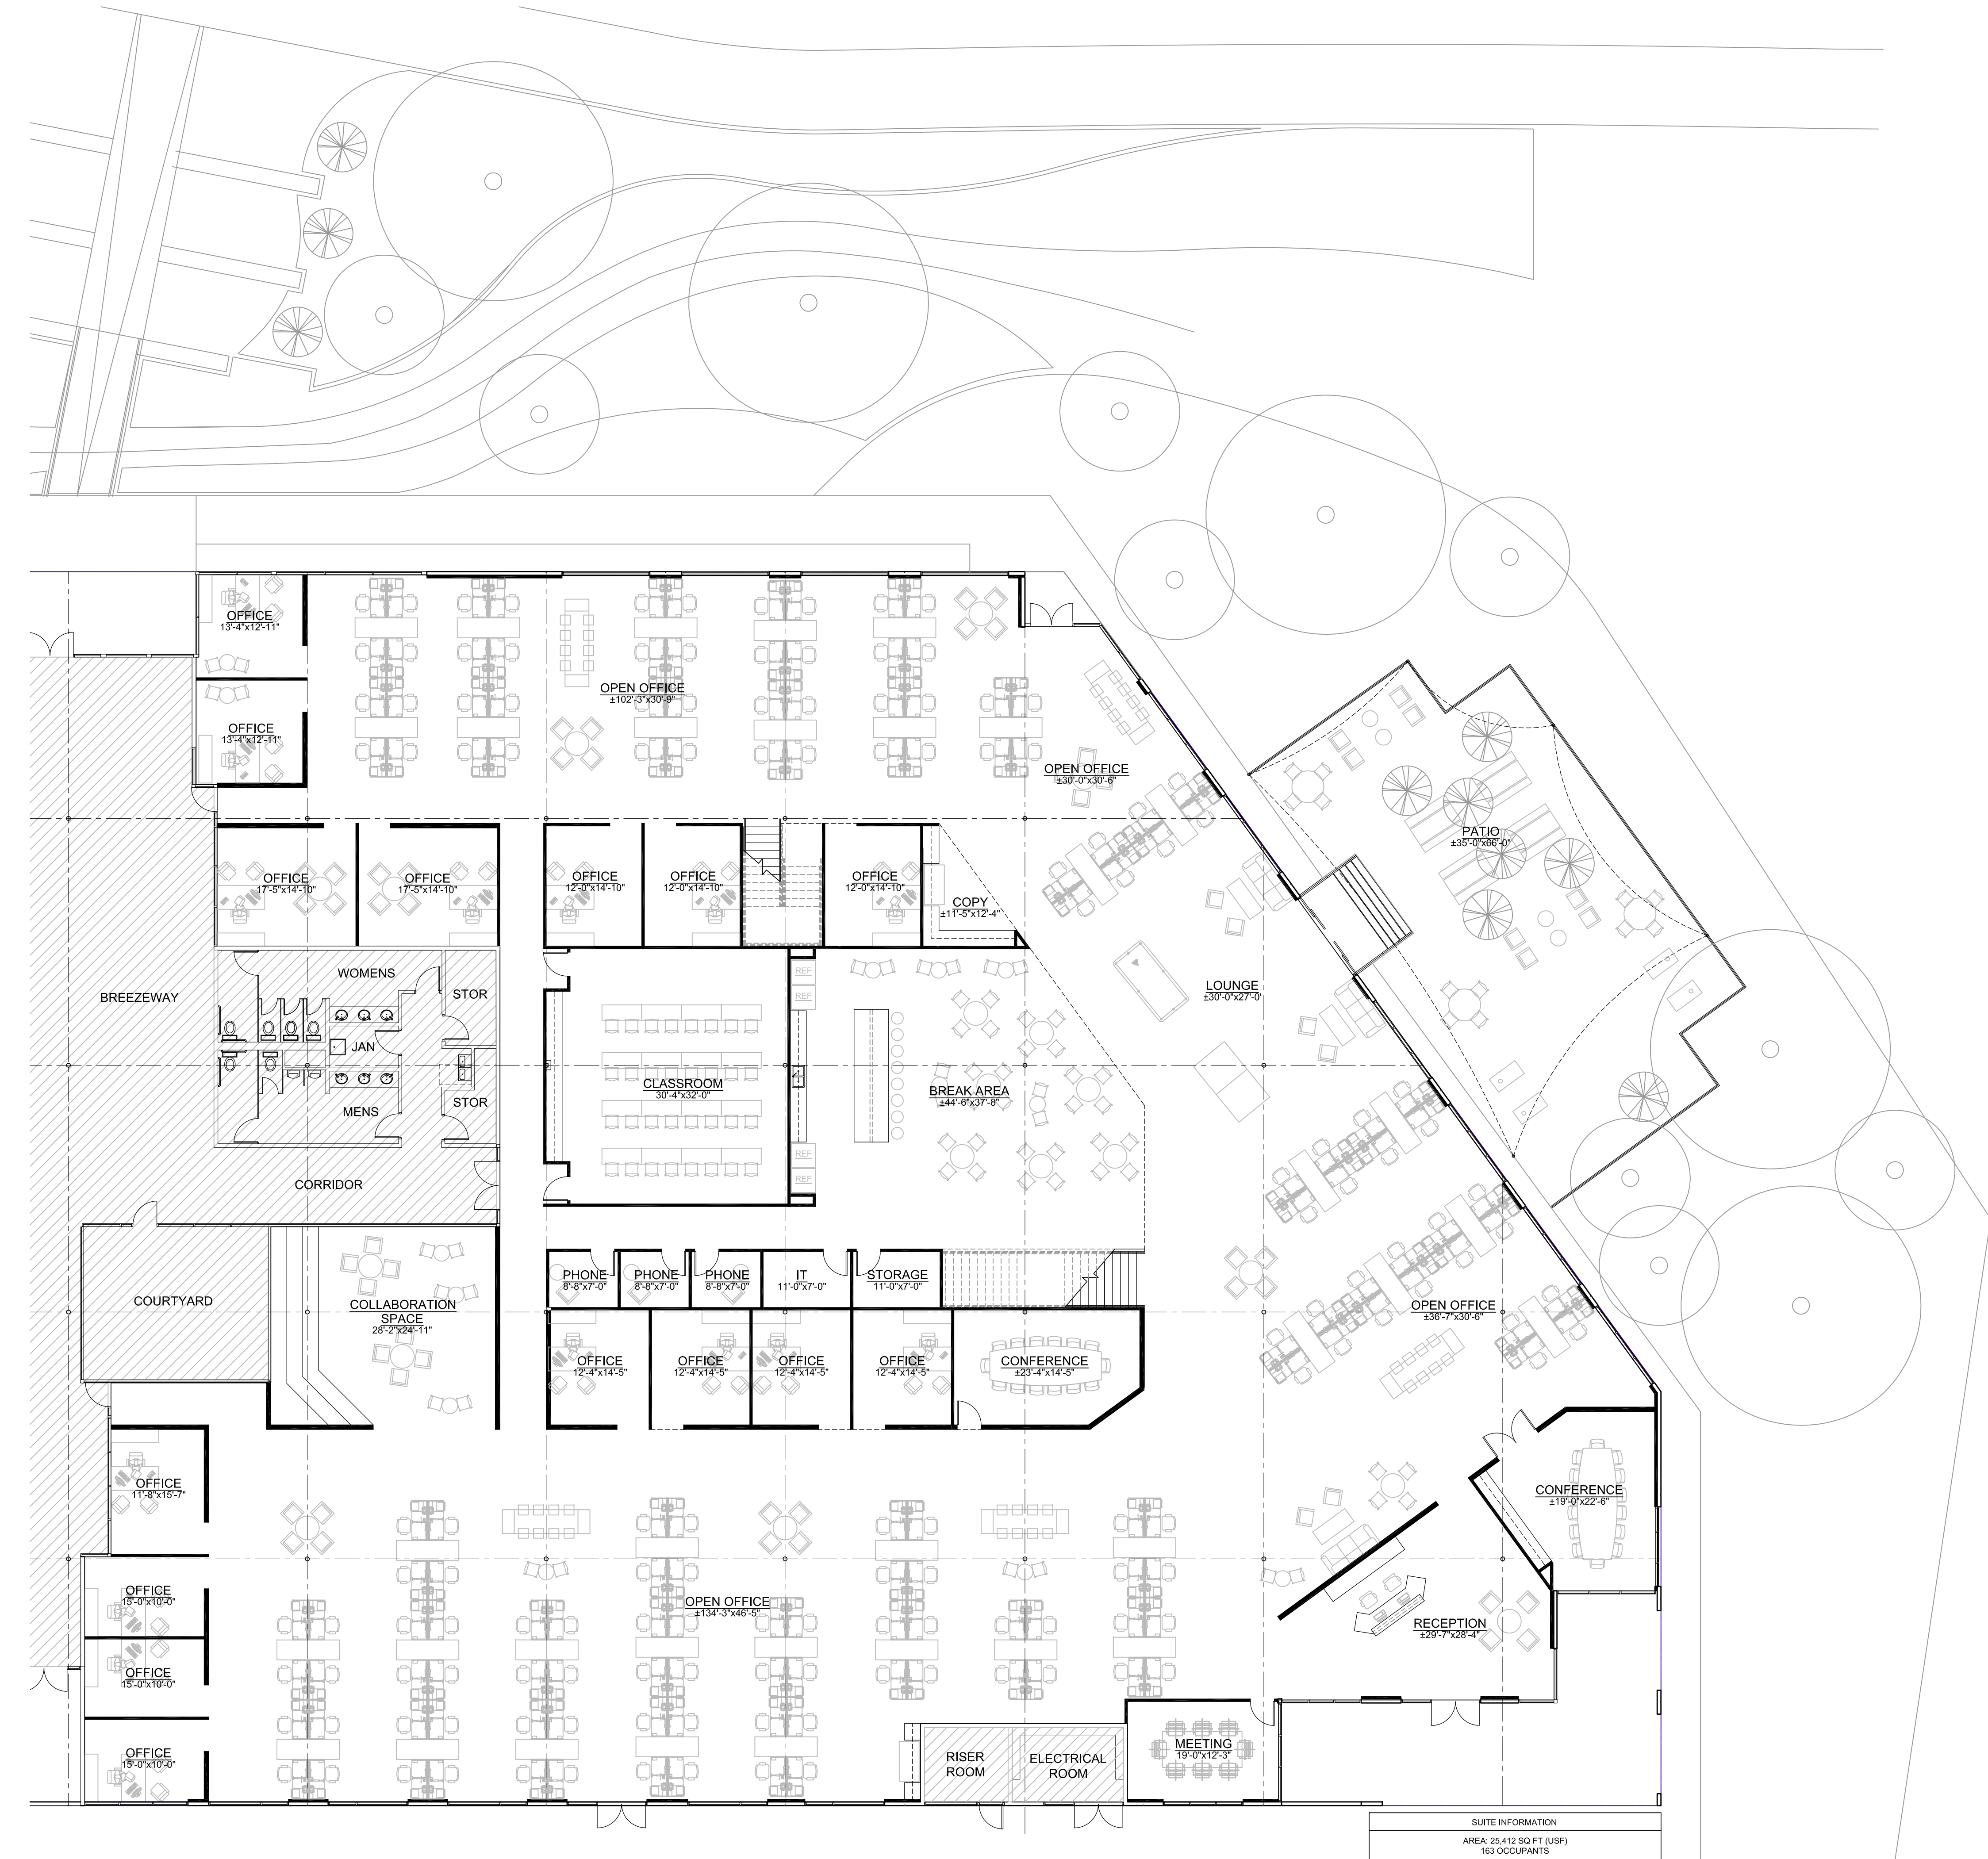 OFFICE
13'-4"x12'-11"
OPEN OFFICE
±102'-3"x30'-9"
OFFICE
13'-4"x12'-11"
OPEN OFFICE
±30'-0"x30'-6"
PATIO
±35'-0"x66'-0"
OFFICE
17'-5"x14'-10"
OFFICE
17'-5"x14'-10"
OFFICE
12'-0"x14'-10"
OFFICE
12'-0"x14'-10"
OFFICE
12'-0"x14'-10"
COPY
±11'-5"x12'-4"
WOMENS
REF
BREEZEWAY
STOR
REF
LOUNGE
±30'-0"x27'-0"
JAN
CLASSROOM
30'-4"x32'-0"
BREAK AREA
±44'-6"x37'-8"
MENS
STOR
REF
CORRIDOR
REF
PHONE
8'-8"x7'-0"
PHONE
8'-8"x7'-0"
PHONE
8'-8"x7'-0"
IT
11'-0"x7'-0"
STORAGE
11'-0"x7'-0"
COURTYARD
COLLABORATION
SPACE
28'-2"x24'-11"
OPEN OFFICE
±36'-7"x30'-6"
OFFICE
12'-4"x14'-5"
OFFICE
12'-4"x14'-5"
OFFICE
12'-4"x14'-5"
OFFICE
12'-4"x14'-5"
CONFERENCE
±23'-4"x14'-5"
OFFICE
11'-8"x15'-7"
CONFERENCE
±19'-0"x22'-6"
OFFICE
15'-0"x10'-0"
OPEN OFFICE
±134'-3"x46'-5"
RECEPTION
±29'-7"x28'-4"
OFFICE
15'-0"x10'-0"
OFFICE
15'-0"x10'-0"
RISER
ROOM
ELECTRICAL
ROOM
MEETING
19'-0"x12'-3"
SUITE INFORMATION
AREA: 25,412 SQ FT (USF)
163 OCCUPANTS